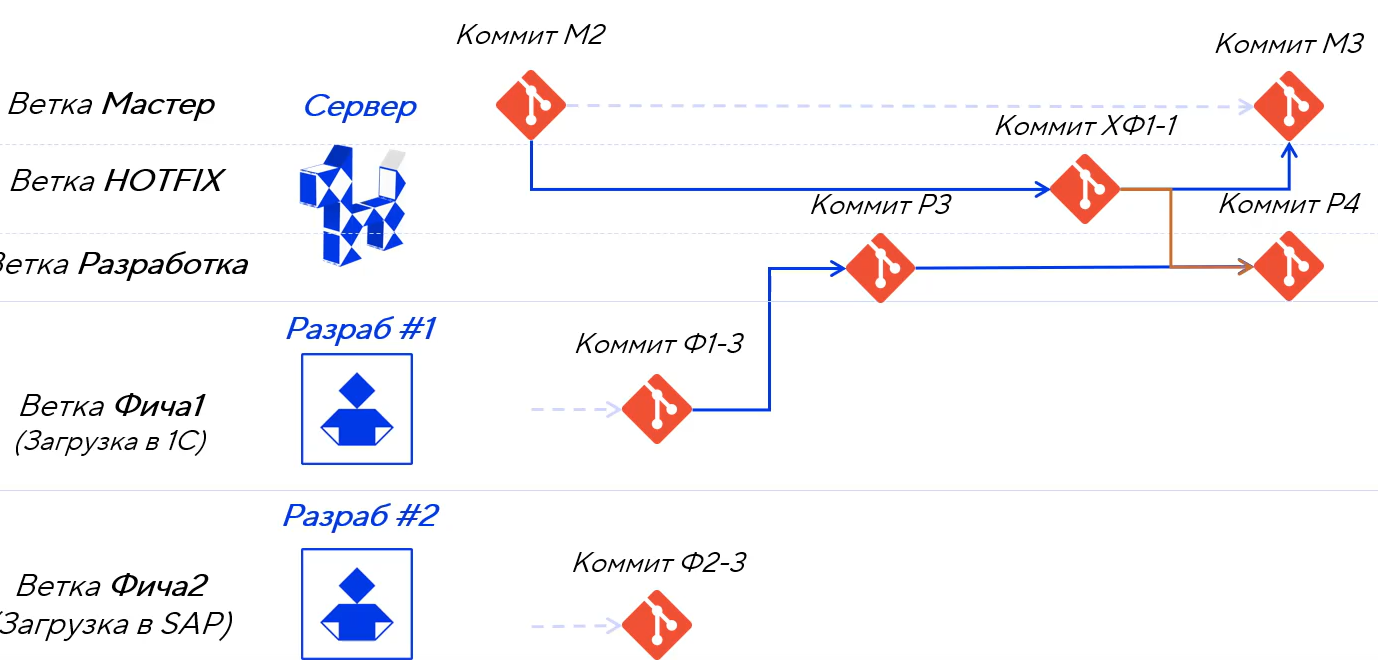 Коммит М2
Коммит М3
Ветка Мастер
Сервер
Коммит ХФ1-1
Ветка HOTFIX
Коммит Р3
Коммит Р4
Ветка Разработка
Разраб #1
Коммит Ф1-3
Ветка Фича1
(Загрузка в 1С)
Разраб #2
Коммит Ф2-3
Ветка Фича2
(Загрузка в SAP)